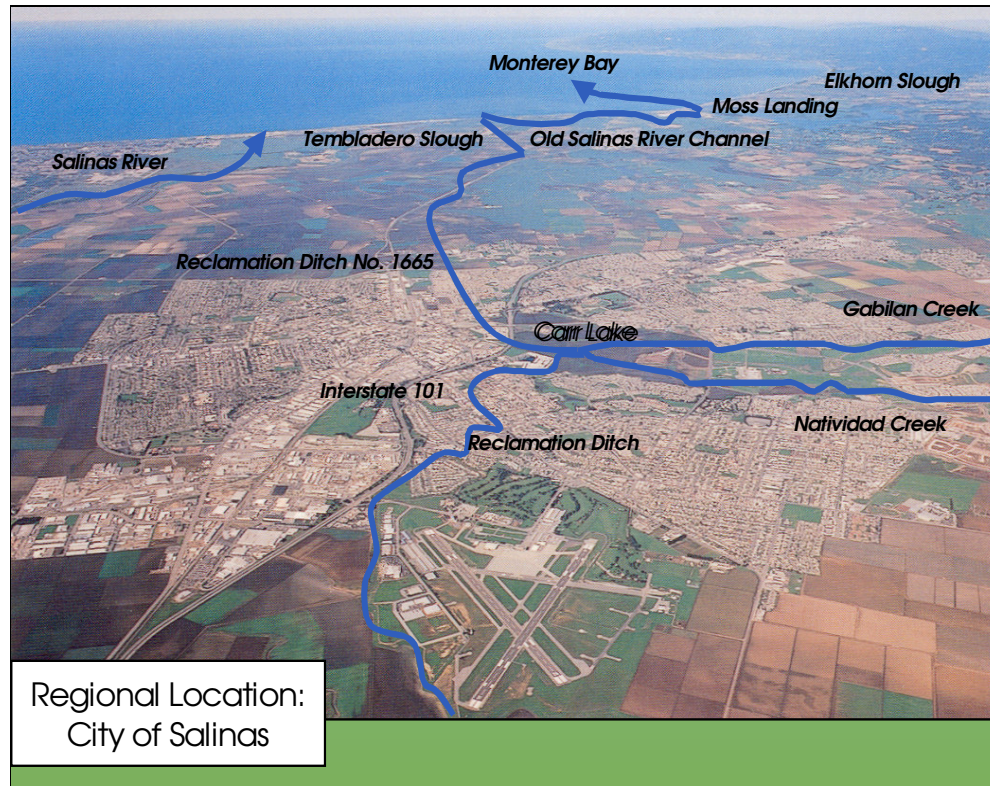 Monterey Bay
Elkhorn Slough
Moss Landing
Tembladero Slough
Old Salinas River Channel
Salinas River
Reclamation Ditch No. 1665
Gabilan Creek
Carr Lake
Interstate 101
Natividad Creek
Reclamation Ditch
Regional Location:
City of Salinas